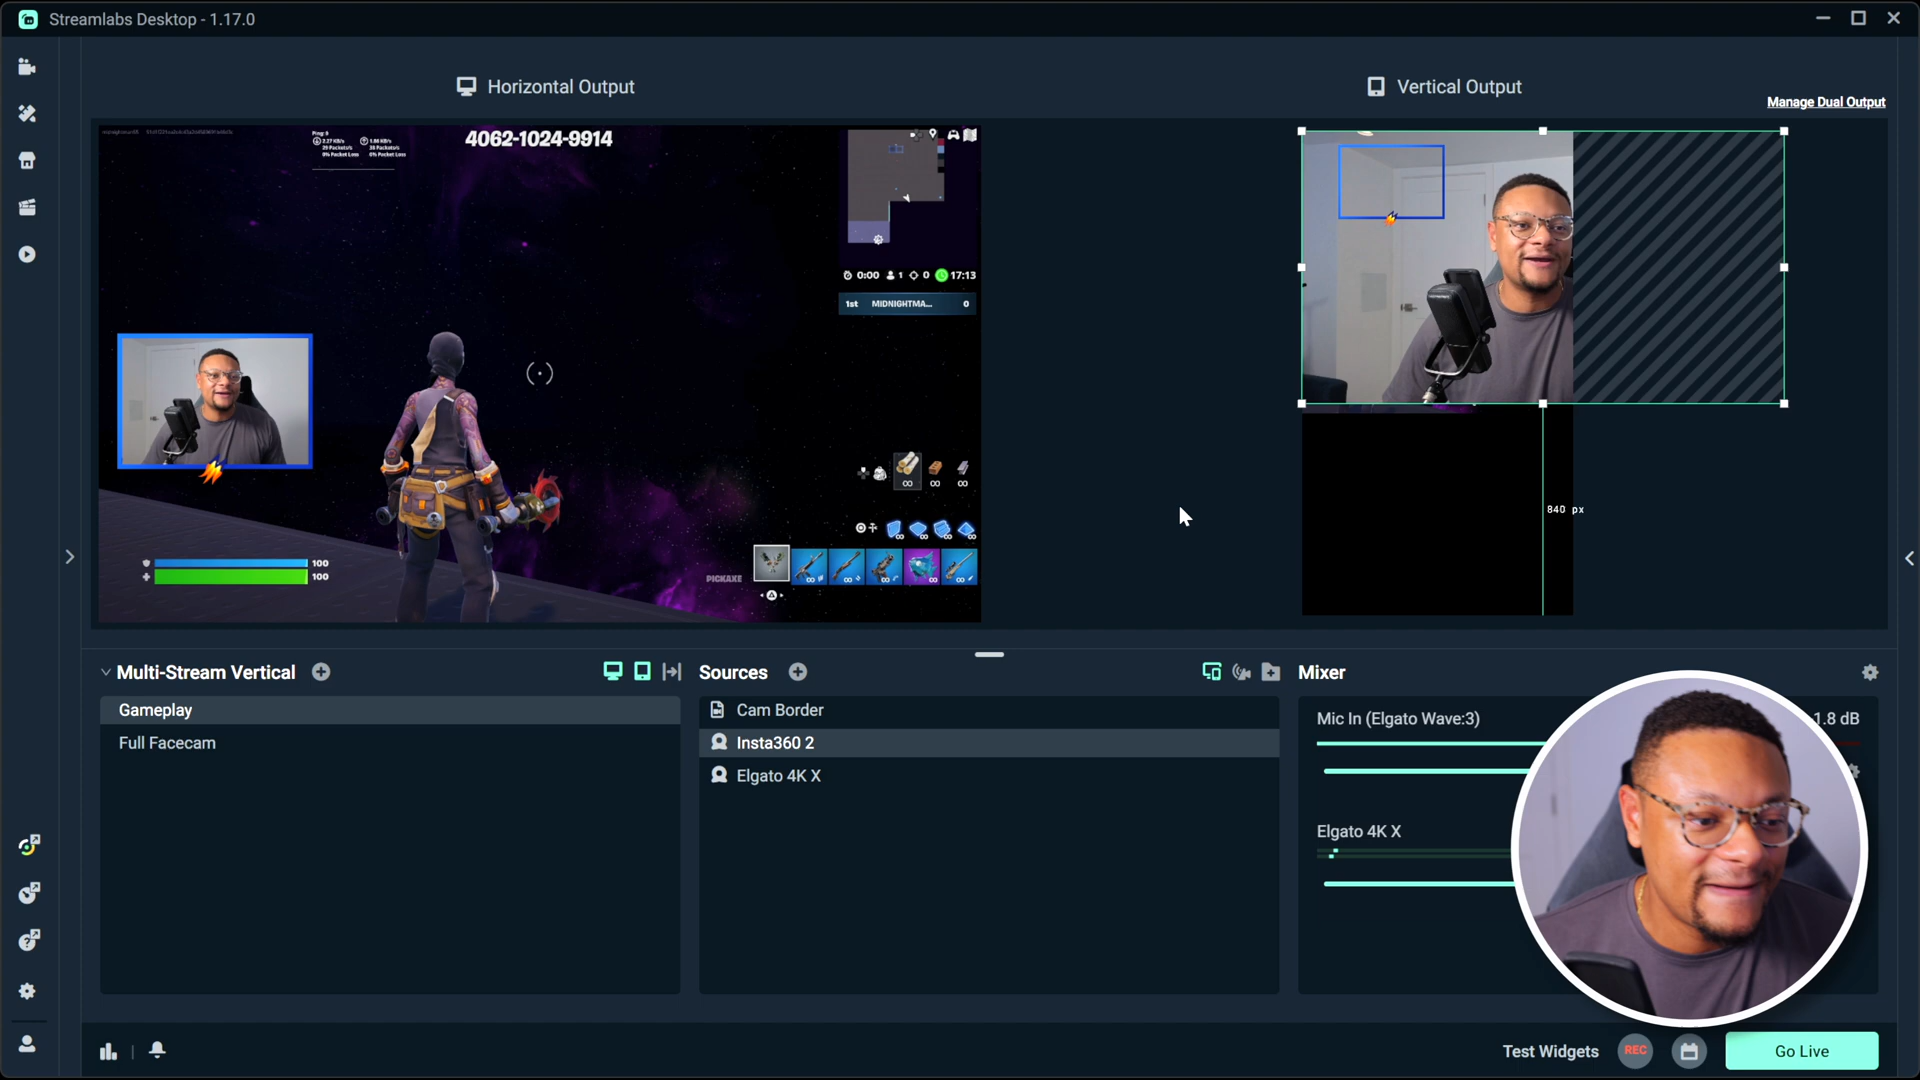 Streamlabs Desktop - 1.17.0
Horizontal Output
Vertical Output
Manage Dual Output
4062-1024-9914
0:00 1 0 17:13
1st MIDNIGHTMA... 0
100
100
PICKAXE
840 px
Multi-Stream Vertical
Sources
Mixer
Gameplay
Full Facecam
Cam Border
Insta360 2
Elgato 4K X
Mic In (Elgato Wave:3)
1.8 dB
Elgato 4K X
Test Widgets
REC
Go Live